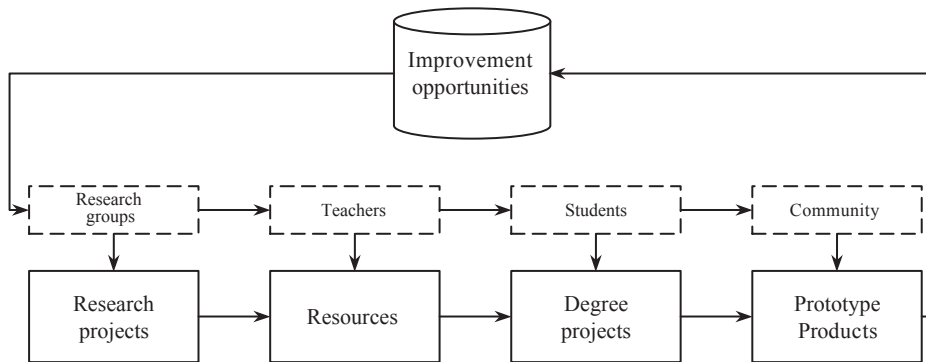 Improvement
opportunities
Research
groups
Teachers
Students
Community
Research
projects
Resources
Degree
projects
Prototype
Products